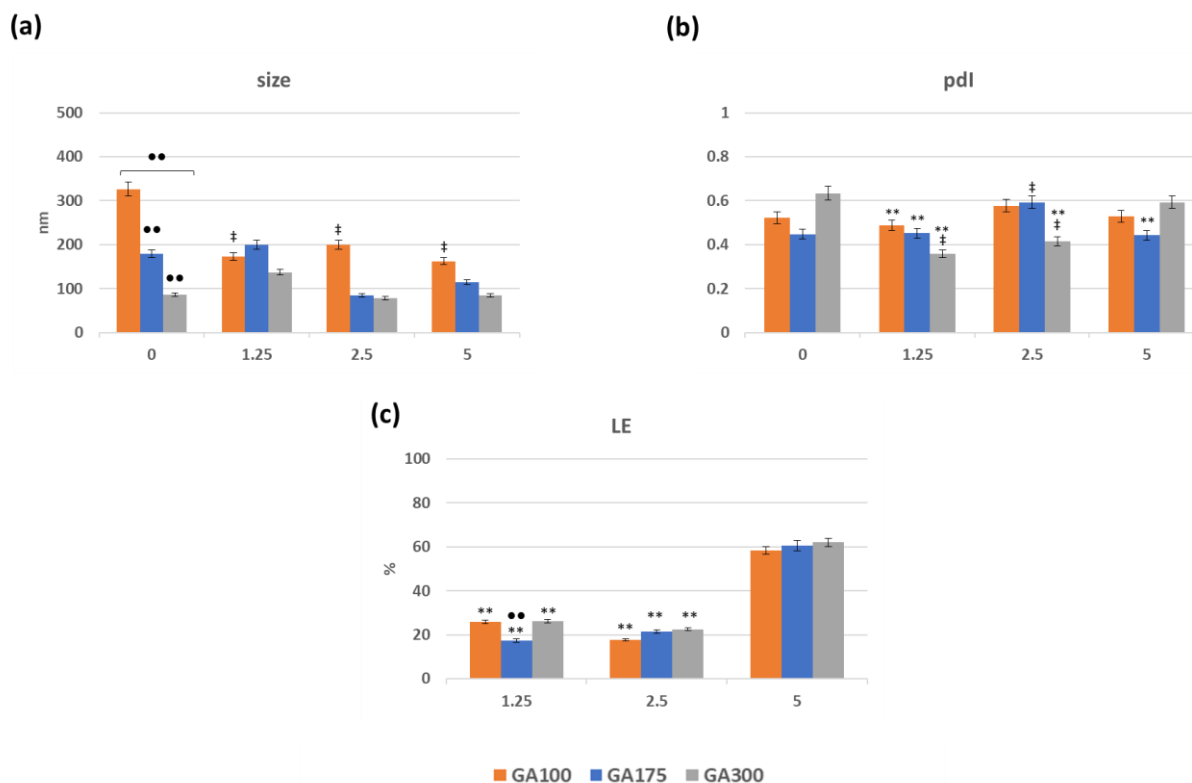 (a)
size
500
400
300
200
100
0
nm
●●
●●
●●
‡
‡
‡
0 1.25 2.5 5
(b)
pdI
1
0.8
0.6
0.4
0.2
0
** ** **
‡
‡
**
‡
**
0 1.25 2.5 5
(c)
LE
100
80
60
40
20
0
%
** ●● **
**
** ** **
1.25 2.5 5
GA100 GA175 GA300